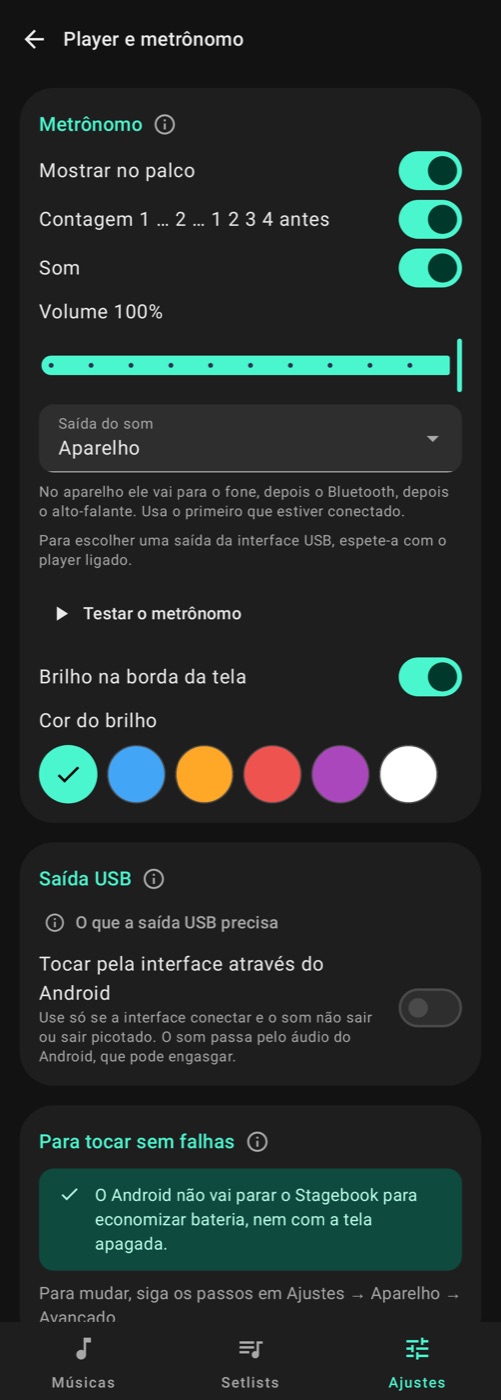 Player e metrônomo
Metrônomo
Mostrar no palco
Contagem 1 ... 2 ... 1 2 3 4 antes
Som
Volume 100%
Saída do som
Aparelho
No aparelho ele vai para o fone, depois o Bluetooth, depois
o alto-falante. Usa o primeiro que estiver conectado.
Para escolher uma saída da interface USB, espete-a com o
player ligado.
Testar o metrônomo
Brilho na borda da tela
Cor do brilho
Saída USB
O que a saída USB precisa
Tocar pela interface através do
Android
Use só se a interface conectar e o som não sair
ou sair picotado. O som passa pelo áudio do
Android, que pode engasgar.
Para tocar sem falhas
O Android não vai parar o Stagebook para
economizar bateria, nem com a tela
apagada.
Para mudar, siga os passos em Ajustes → Aparelho →
Avançado
Músicas
Setlists
Ajustes